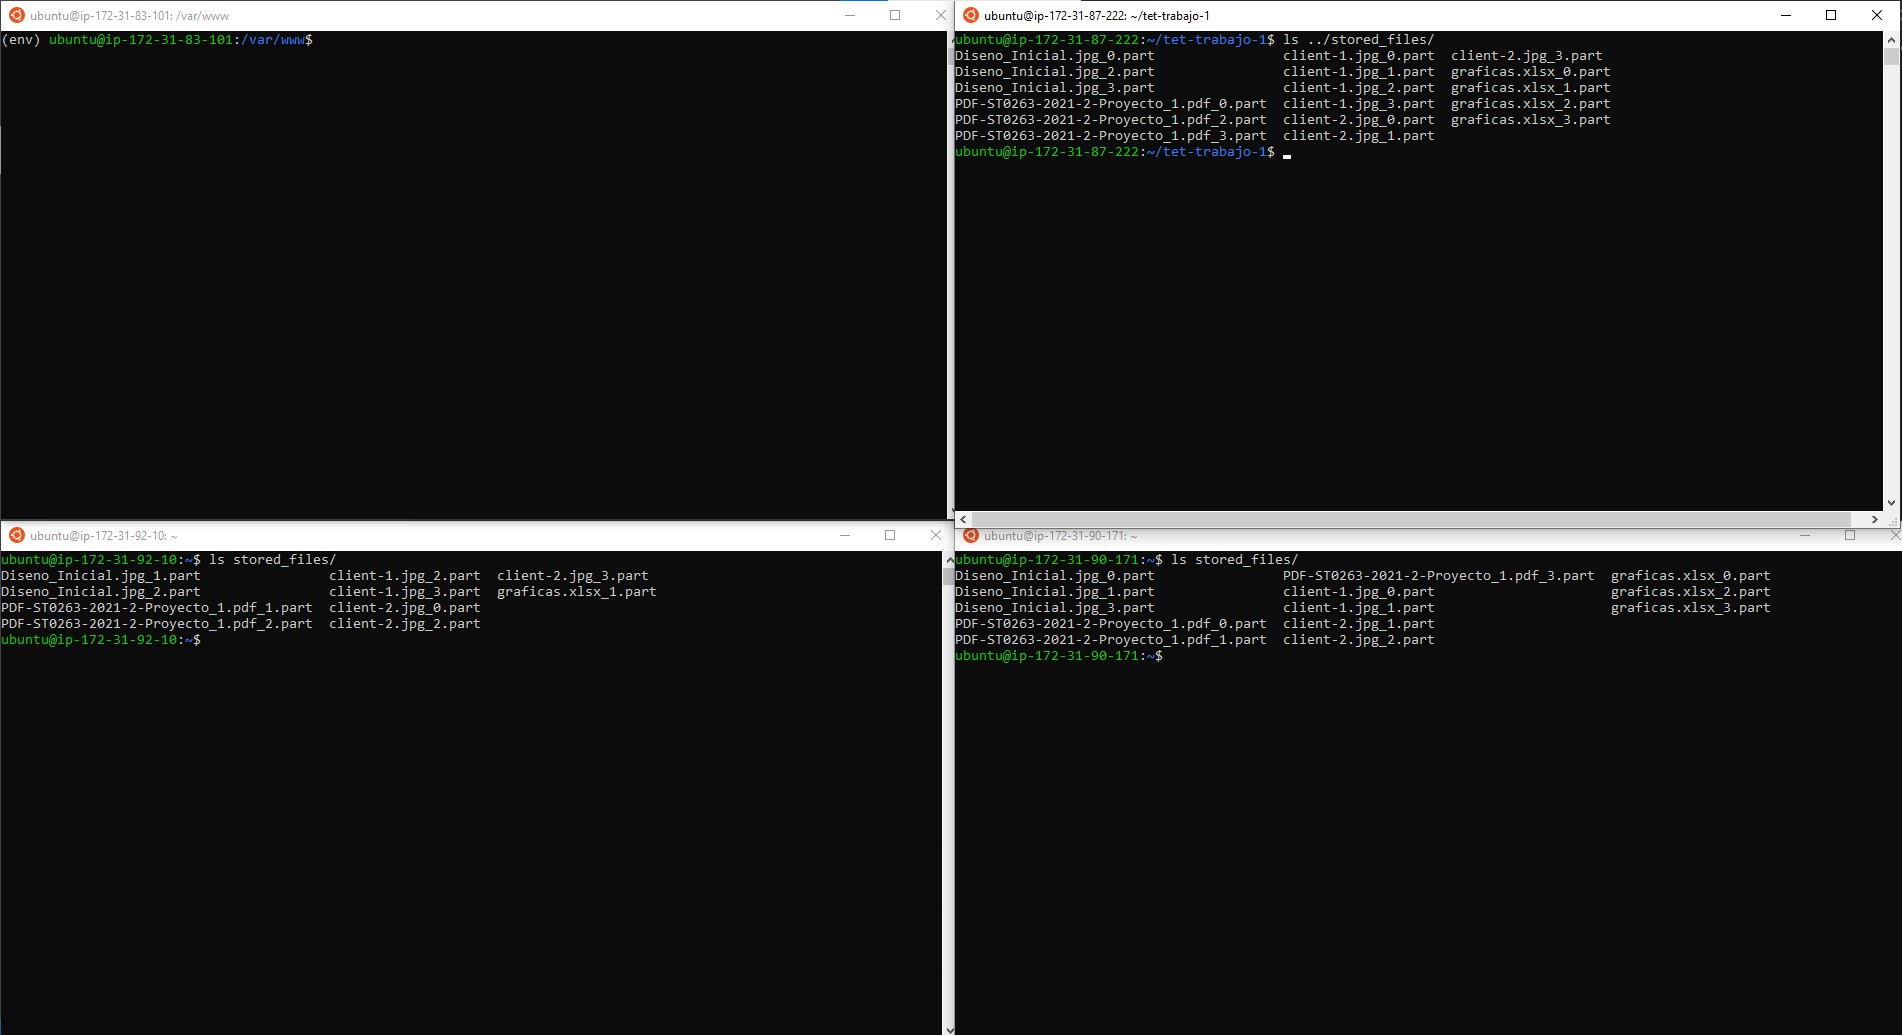 ubuntu@ip-172-31-83-101: /var/www
(env) ubuntu@ip-172-31-83-101:/var/www$
ubuntu@ip-172-31-87-222: ~/tet-trabajo-1
ubuntu@ip-172-31-87-222:~/tet-trabajo-1$ ls ../stored_files/
Diseno_Inicial.jpg_0.part client-1.jpg_0.part client-2.jpg_3.part
Diseno_Inicial.jpg_2.part client-1.jpg_1.part graficas.xlsx_0.part
Diseno_Inicial.jpg_3.part client-1.jpg_2.part graficas.xlsx_1.part
PDF-ST0263-2021-2-Proyecto_1.pdf_0.part client-1.jpg_3.part graficas.xlsx_2.part
PDF-ST0263-2021-2-Proyecto_1.pdf_2.part client-2.jpg_0.part graficas.xlsx_3.part
PDF-ST0263-2021-2-Proyecto_1.pdf_3.part client-2.jpg_1.part
ubuntu@ip-172-31-87-222:~/tet-trabajo-1$
ubuntu@ip-172-31-92-10: ~
ubuntu@ip-172-31-92-10:~$ ls stored_files/
Diseno_Inicial.jpg_1.part client-1.jpg_2.part client-2.jpg_3.part
Diseno_Inicial.jpg_2.part client-1.jpg_3.part graficas.xlsx_1.part
PDF-ST0263-2021-2-Proyecto_1.pdf_1.part client-2.jpg_0.part
PDF-ST0263-2021-2-Proyecto_1.pdf_2.part client-2.jpg_2.part
ubuntu@ip-172-31-92-10:~$
ubuntu@ip-172-31-90-171: ~
ubuntu@ip-172-31-90-171:~$ ls stored_files/
Diseno_Inicial.jpg_0.part PDF-ST0263-2021-2-Proyecto_1.pdf_3.part graficas.xlsx_0.part
Diseno_Inicial.jpg_1.part client-1.jpg_0.part graficas.xlsx_2.part
Diseno_Inicial.jpg_3.part client-1.jpg_1.part graficas.xlsx_3.part
PDF-ST0263-2021-2-Proyecto_1.pdf_0.part client-2.jpg_1.part
PDF-ST0263-2021-2-Proyecto_1.pdf_1.part client-2.jpg_2.part
ubuntu@ip-172-31-90-171:~$